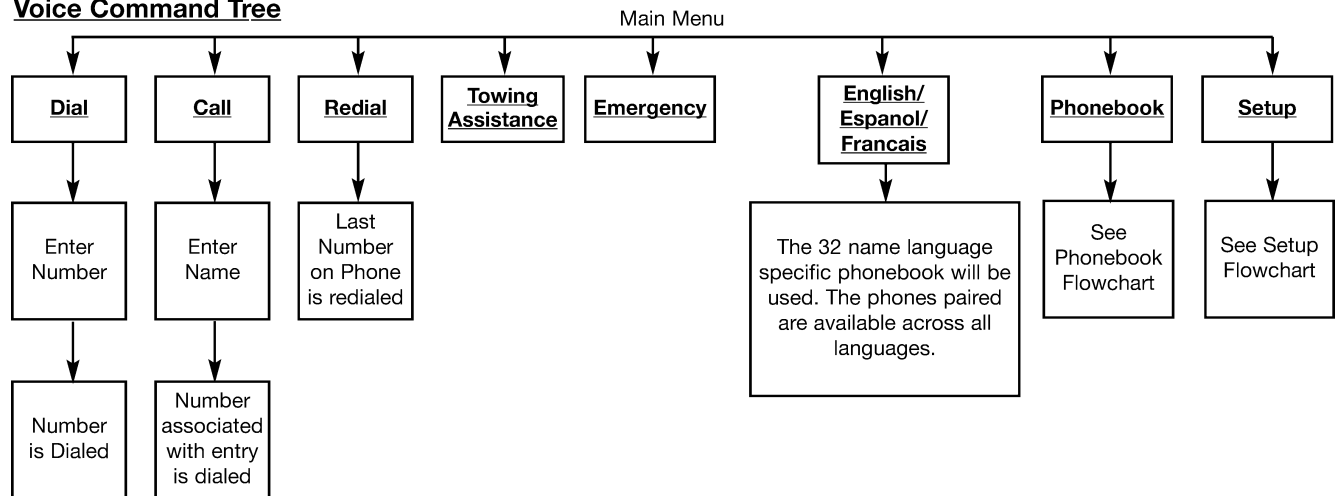 Voice Command Tree
Main Menu
Dial
Call
Redial
Towing
Assistance
Emergency
English/
Espanol/
Francais
Phonebook
Setup
Enter
Number
Enter
Name
Last
Number
on Phone
is redialed
The 32 name language
specific phonebook will be
used. The phones paired
are available across all
languages.
See
Phonebook
Flowchart
See Setup
Flowchart
Number
is Dialed
Number
associated
with entry
is dialed